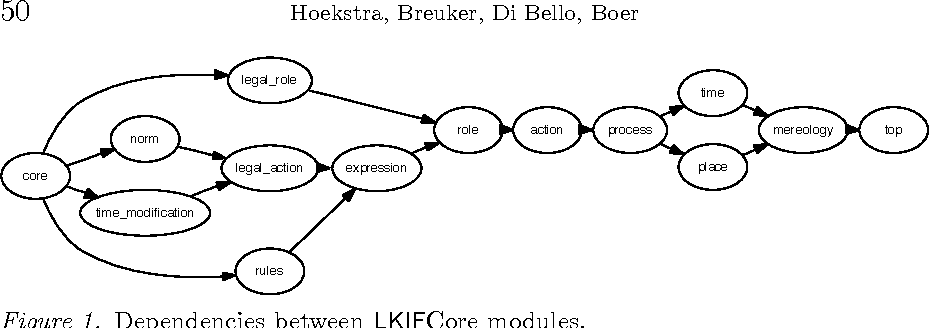 50
Hoekstra, Breuker, Di Bello, Boer
legal_role
time
norm
role
action
process
mereology
top
core
legal_action
expression
place
time_modification
rules
Figure 1. Dependencies between LKIFCore modules.